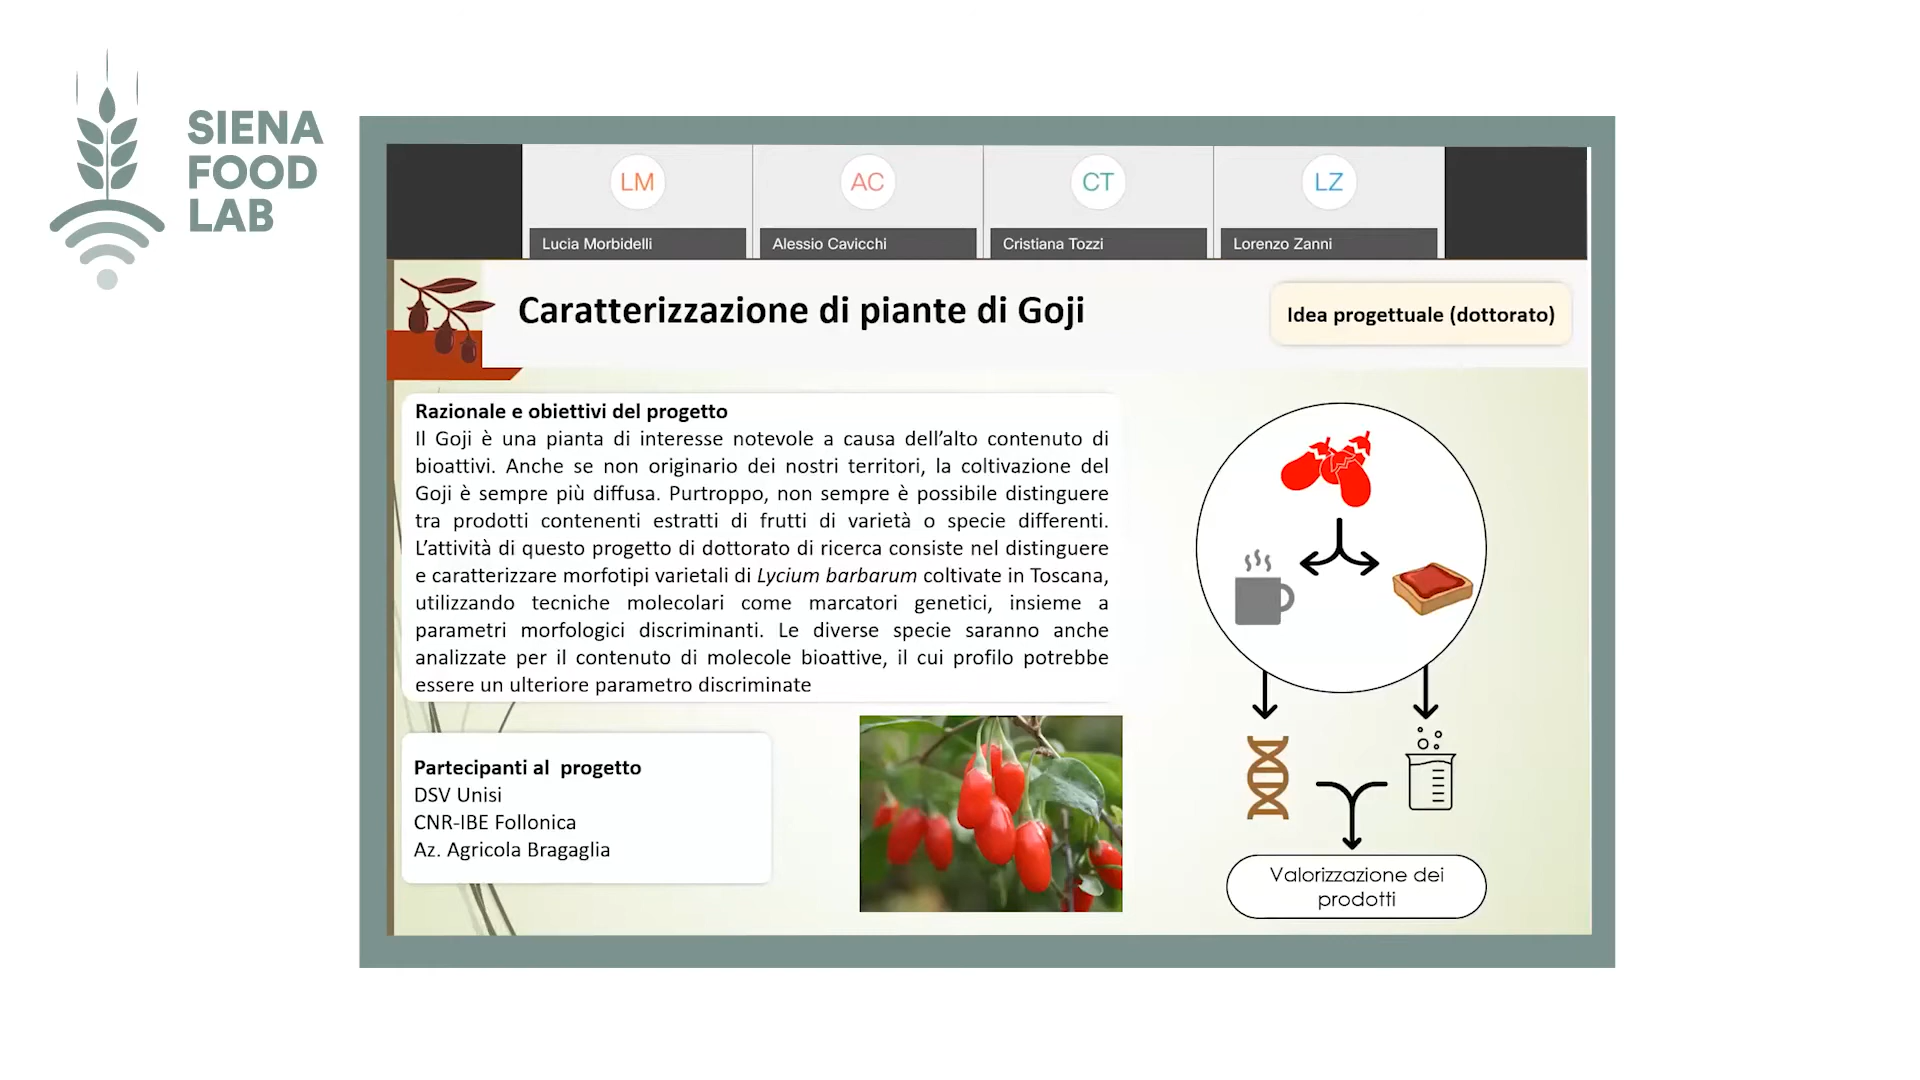 SIENA
FOOD
LAB
LM
AC
CT
LZ
Lucia Morbidelli
Alessio Cavicchi
Cristiana Tozzi
Lorenzo Zanni
Caratterizzazione di piante di Goji
Idea progettuale (dottorato)
Razionale e obiettivi del progetto
Il Goji è una pianta di interesse notevole a causa dell’alto contenuto di
bioattivi. Anche se non originario dei nostri territori, la coltivazione del
Goji è sempre più diffusa. Purtroppo, non sempre è possibile distinguere
tra prodotti contenenti estratti di frutti di varietà o specie differenti.
L’attività di questo progetto di dottorato di ricerca consiste nel distinguere
e caratterizzare morfotipi varietali di Lycium barbarum coltivate in Toscana,
utilizzando tecniche molecolari come marcatori genetici, insieme a
parametri morfologici discriminanti. Le diverse specie saranno anche
analizzate per il contenuto di molecole bioattive, il cui profilo potrebbe
essere un ulteriore parametro discriminate
Partecipanti al progetto
DSV Unisi
CNR-IBE Follonica
Az. Agricola Bragaglia
Valorizzazione dei
prodotti